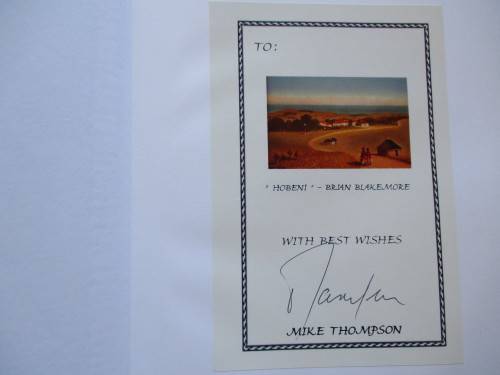 TO:
" HOBENI " - BRIAN BLAKEMORE
WITH BEST WISHES
MIKE THOMPSON